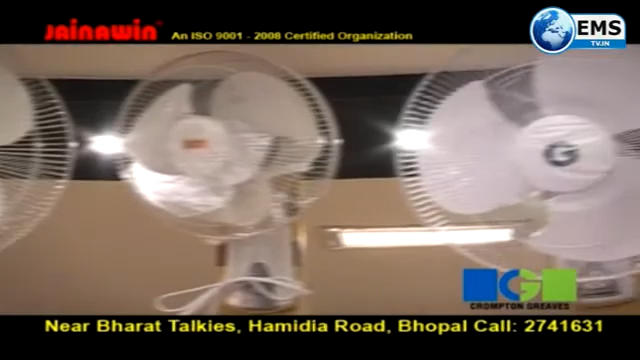 JAINAWIN
An ISO 9001 - 2008 Certified Organization
EMS
TV.IN
CROMPTON GREAVES
Near Bharat Talkies, Hamidia Road, Bhopal Call: 2741631